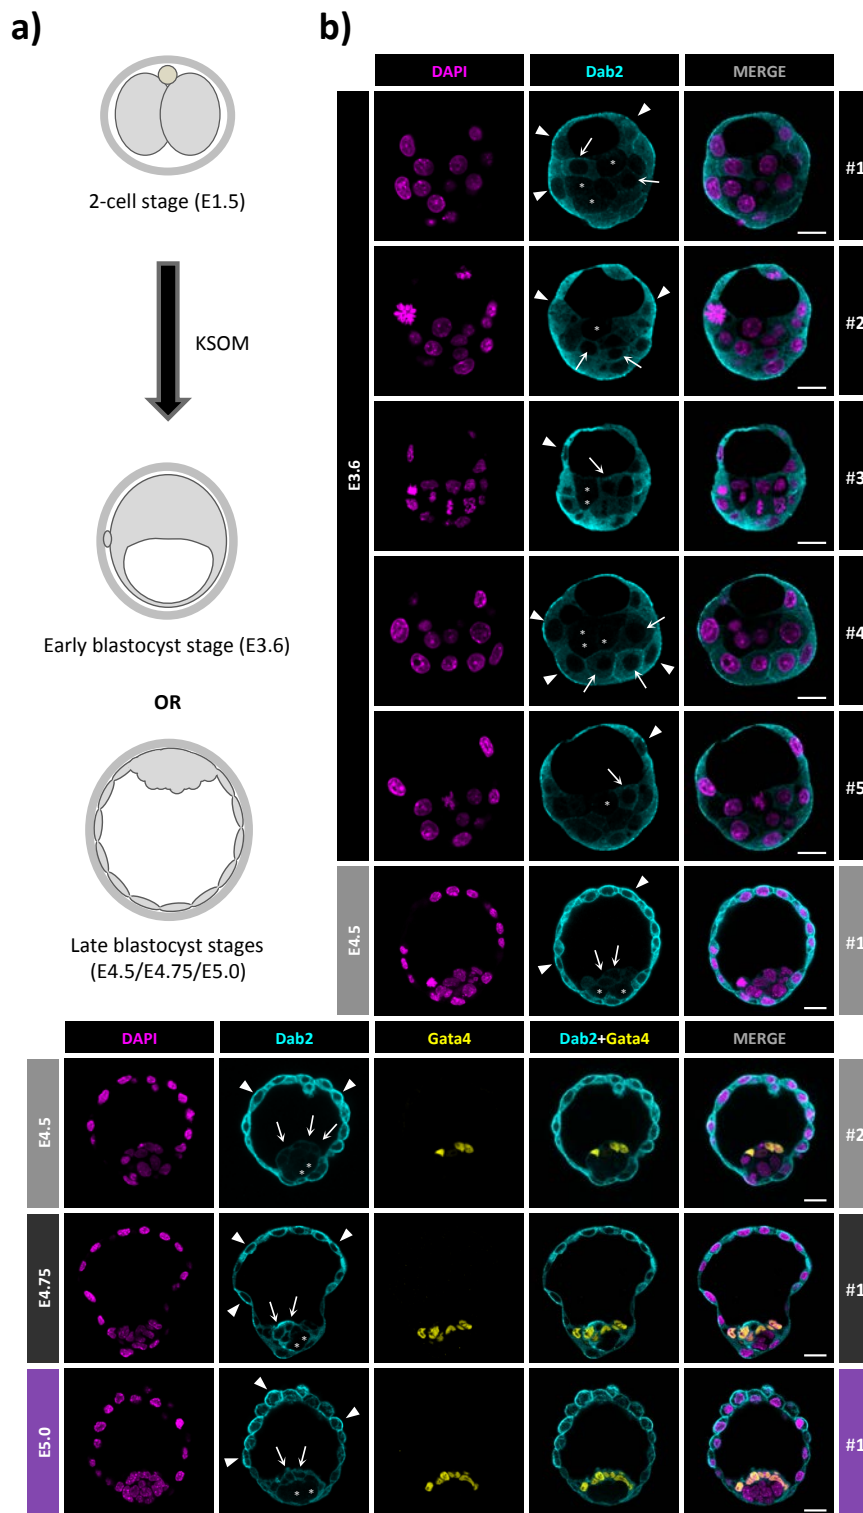 a)
2-cell stage (E1.5)
KSOM
Early blastocyst stage (E3.6)
OR
Late blastocyst stages
(E4.5/E4.75/E5.0)
b)
DAPI Dab2 MERGE
E3.6
#1
* * *
#2
*
#3
* *
#4
* * *
#5
*
E4.5
#1
* *
DAPI Dab2 Gata4 Dab2+Gata4 MERGE
E4.5
#2
* *
E4.75
#1
* *
E5.0
#1
* *